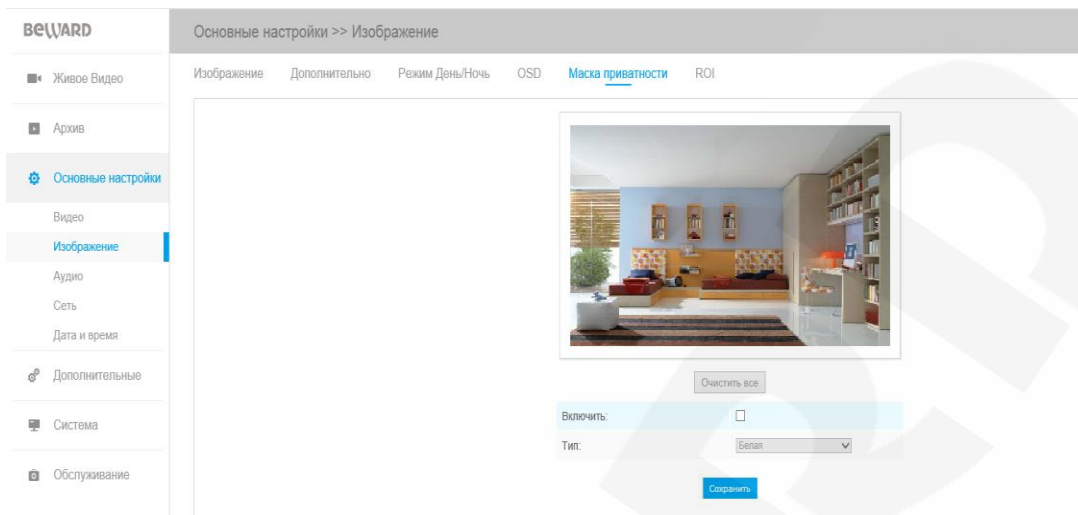 BEWARD
Основные настройки >> Изображение
Живое Видео
Архив
Основные настройки
Видео
Изображение
Аудио
Сеть
Дата и время
Дополнительные
Система
Обслуживание
Изображение Дополнительно Режим День/Ночь OSD Маска приватности ROI
Очистить все
Включить:
Тип: Белая
Сохранить